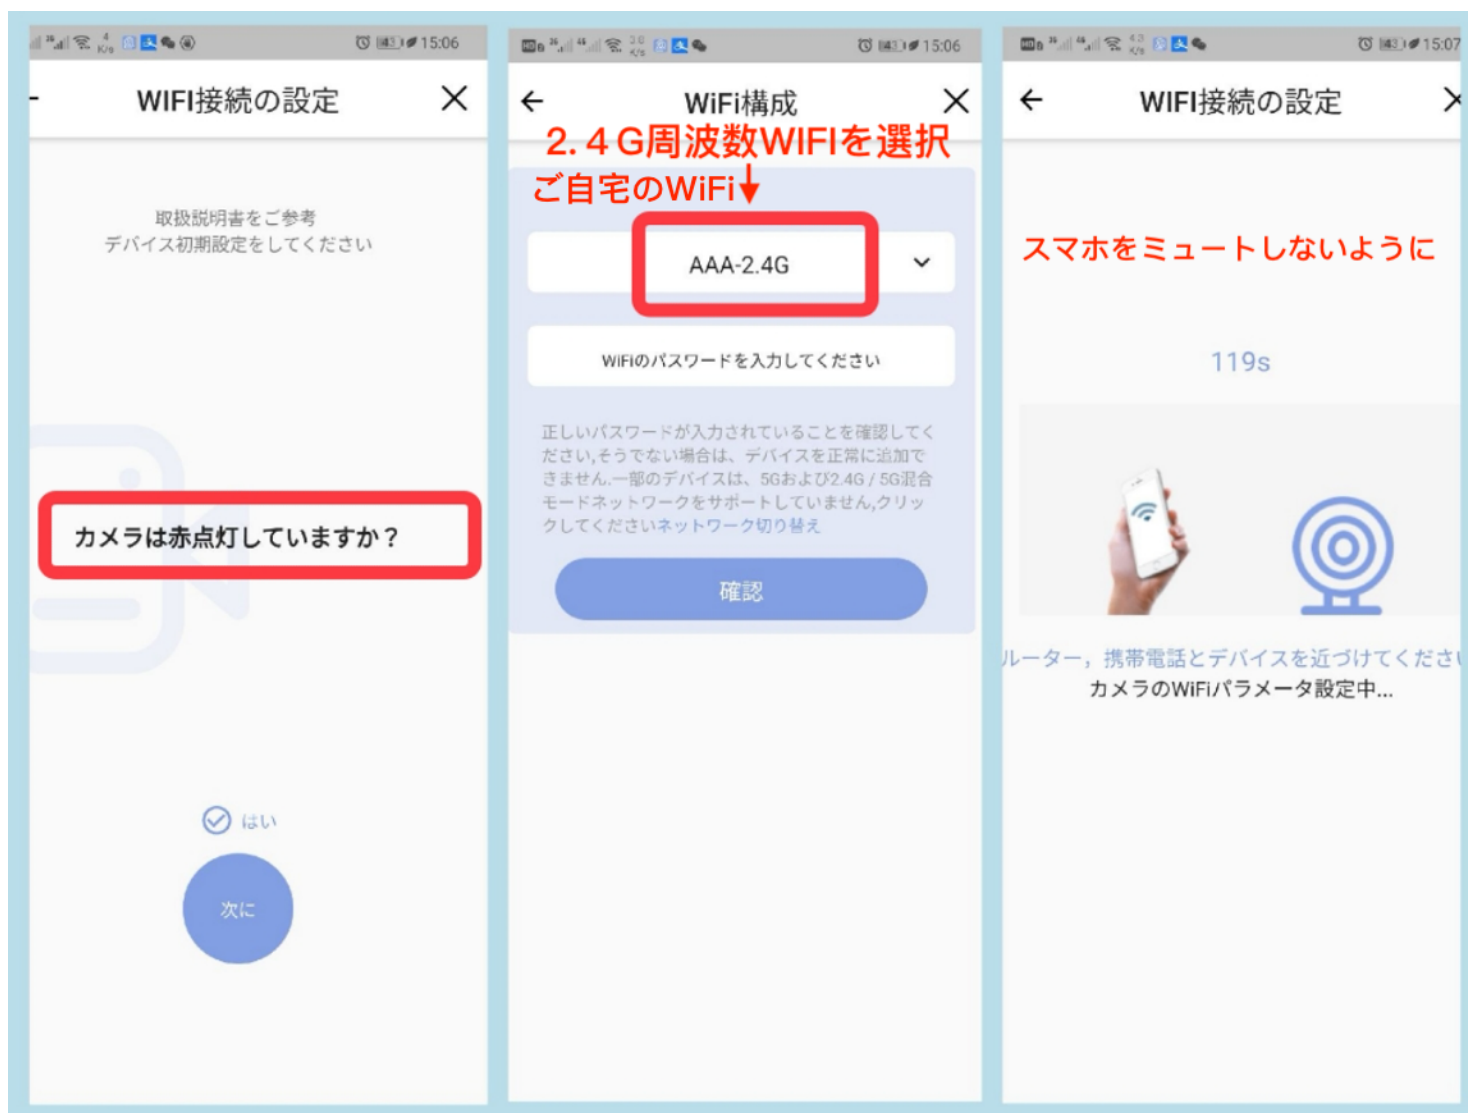 15:06
WIFI接続の設定
取扱説明書をご参考
デバイス初期設定をしてください
カメラは赤点灯していますか？
はい
次に
15:06
WiFi構成
2.４G周波数WIFIを選択
ご自宅のWiFi↓
AAA-2.4G
WiFiのパスワードを入力してください
正しいパスワードが入力されていることを確認してく
ださい,そうでない場合は、デバイスを正常に追加で
きません.一部のデバイスは、5Gおよび2.4G / 5G混合
モードネットワークをサポートしていません,クリッ
クしてくださいネットワーク切り替え
確認
15:07
WIFI接続の設定
スマホをミュートしないように
119s
ルーター，携帯電話とデバイスを近づけてくださ
カメラのWiFiパラメータ設定中...